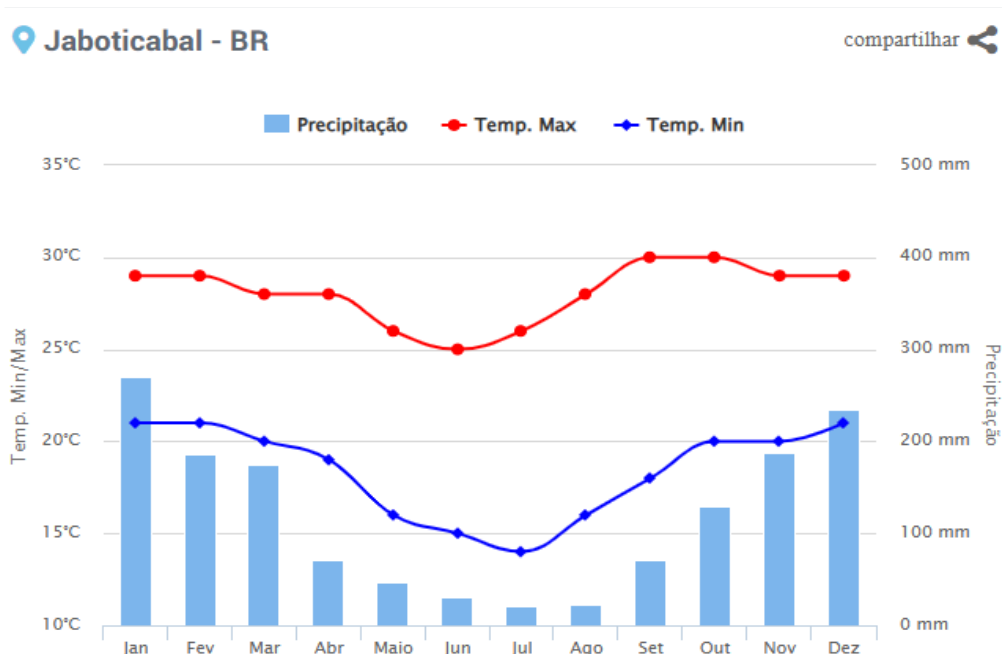 Jaboticabal - BR
compartilhar
Precipitação Temp. Max Temp. Min
35°C
30°C
25°C
20°C
15°C
10°C
Temp. Min/Max
500 mm
400 mm
300 mm
200 mm
100 mm
0 mm
Precipitação
Jan Fev Mar Abr Maio Jun Jul Ago Set Out Nov Dez